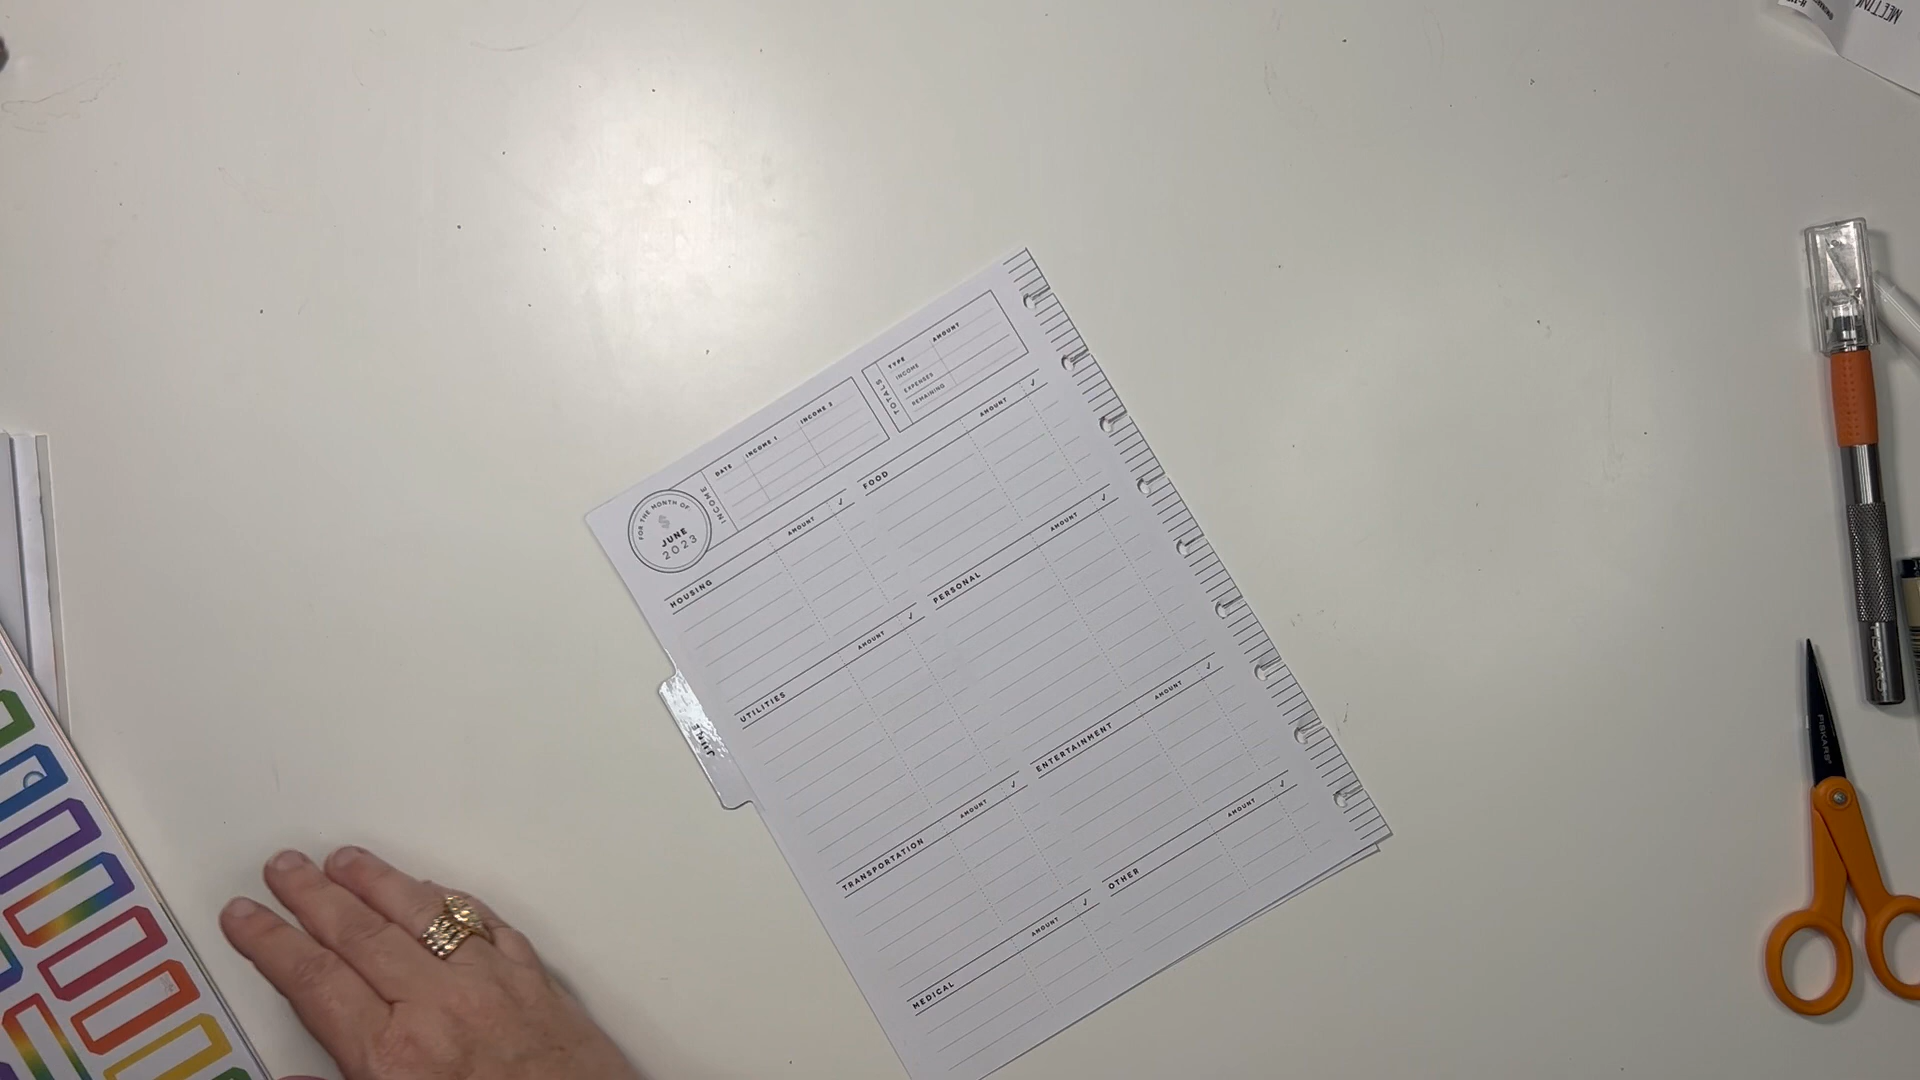 FOR THE MONTH OF:
$
JUNE
2023
INCOME
DATE INCOME 1 INCOME 2
TOTALS
TYPE AMOUNT
INCOME
EXPENSES
REMAINING
HOUSING AMOUNT ✓
FOOD AMOUNT ✓
UTILITIES AMOUNT ✓
PERSONAL AMOUNT ✓
TRANSPORTATION AMOUNT ✓
ENTERTAINMENT AMOUNT ✓
MEDICAL AMOUNT ✓
OTHER AMOUNT ✓
JUNE
FISKARS